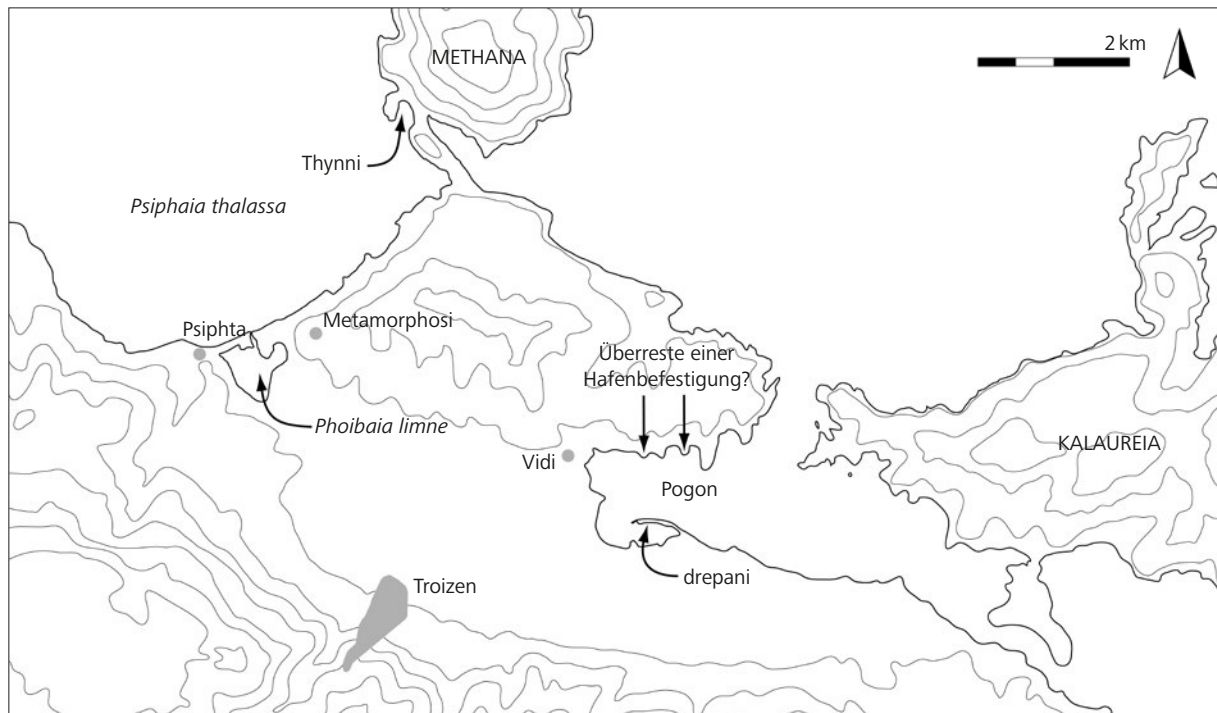 METHANA
2 km
Thynni
Psiphaia thalassa
Psiphta
Metamorphosi
Überreste einer
Hafenbefestigung?
Phoibaia limne
Vidi
KALAUREIA
Pogon
drepani
Troizen